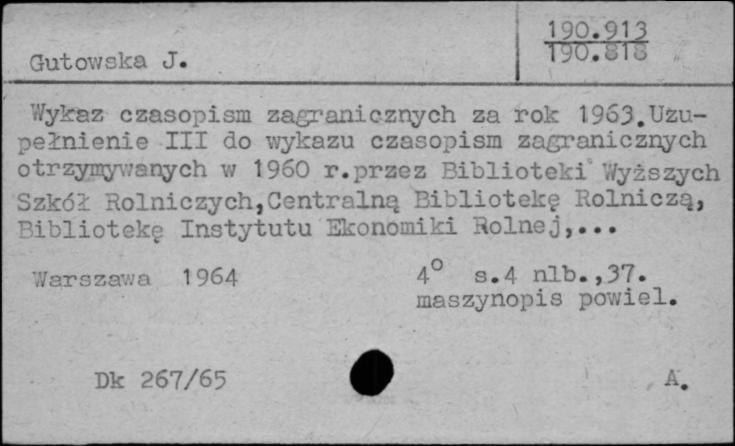 190.913
190.818
Gutowska J.
Wykaz czasopism zagranicznych za rok 1963.Uzu-
pełnienie III do wykazu czasopism zagranicznych
otrzymywanych w 1960 r.przez Biblioteki Wyższych
Szkół Rolniczych,Centralną Bibliotekę Rolniczą,
Bibliotekę Instytutu Ekonomiki Rolnej,...
Warszawa 1964 4° s.4 nlb.,37.
maszynopis powiel.
Dk 267/65 A.